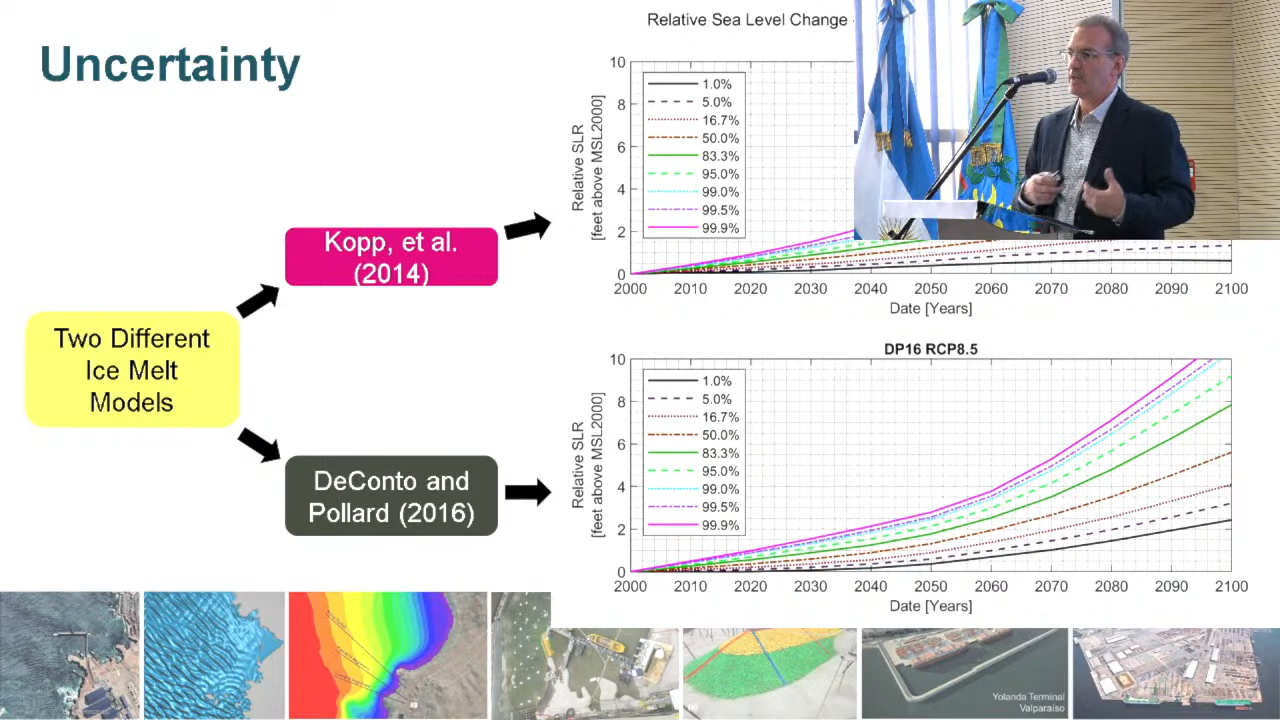 Uncertainty
Two Different
Ice Melt
Models
Kopp, et al.
(2014)
DeConto and
Pollard (2016)
Relative Sea Level Change
Relative SLR
[feet above MSL2000]
10
8
6
4
2
0
1.0%
5.0%
16.7%
50.0%
83.3%
95.0%
99.0%
99.5%
99.9%
2000 2010 2020 2030 2040 2050 2060 2070 2080 2090 2100
Date [Years]
DP16 RCP8.5
Relative SLR
[feet above MSL2000]
10
8
6
4
2
0
1.0%
5.0%
16.7%
50.0%
83.3%
95.0%
99.0%
99.5%
99.9%
2000 2010 2020 2030 2040 2050 2060 2070 2080 2090 2100
Date [Years]
Yolanda Terminal
Valparaíso